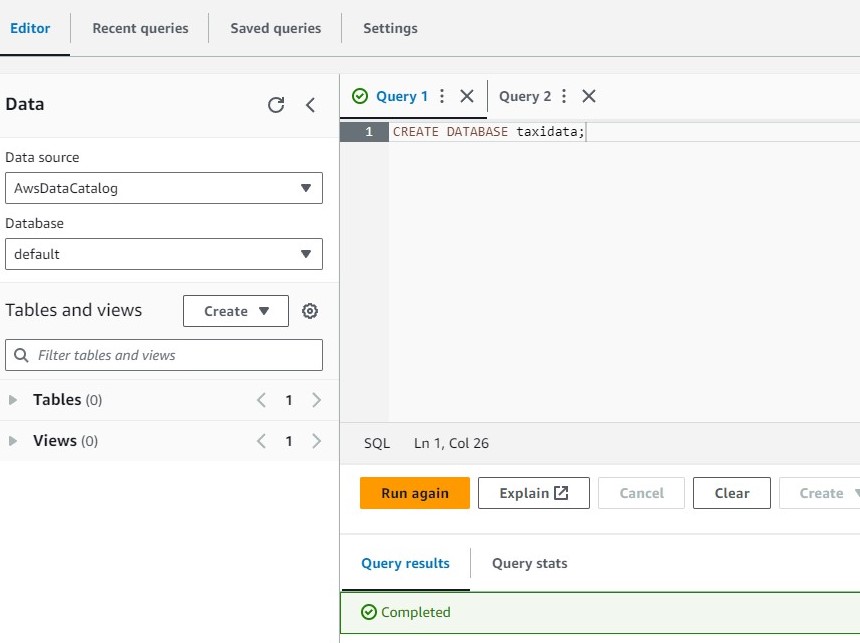 Editor Recent queries Saved queries Settings
Data
Data source
AwsDataCatalog
Database
default
Tables and views Create
Filter tables and views
Tables (0) 1
Views (0) 1
Query 1 Query 2
1 CREATE DATABASE taxidata;
SQL Ln 1, Col 26
Run again Explain Cancel Clear Create
Query results Query stats
Completed